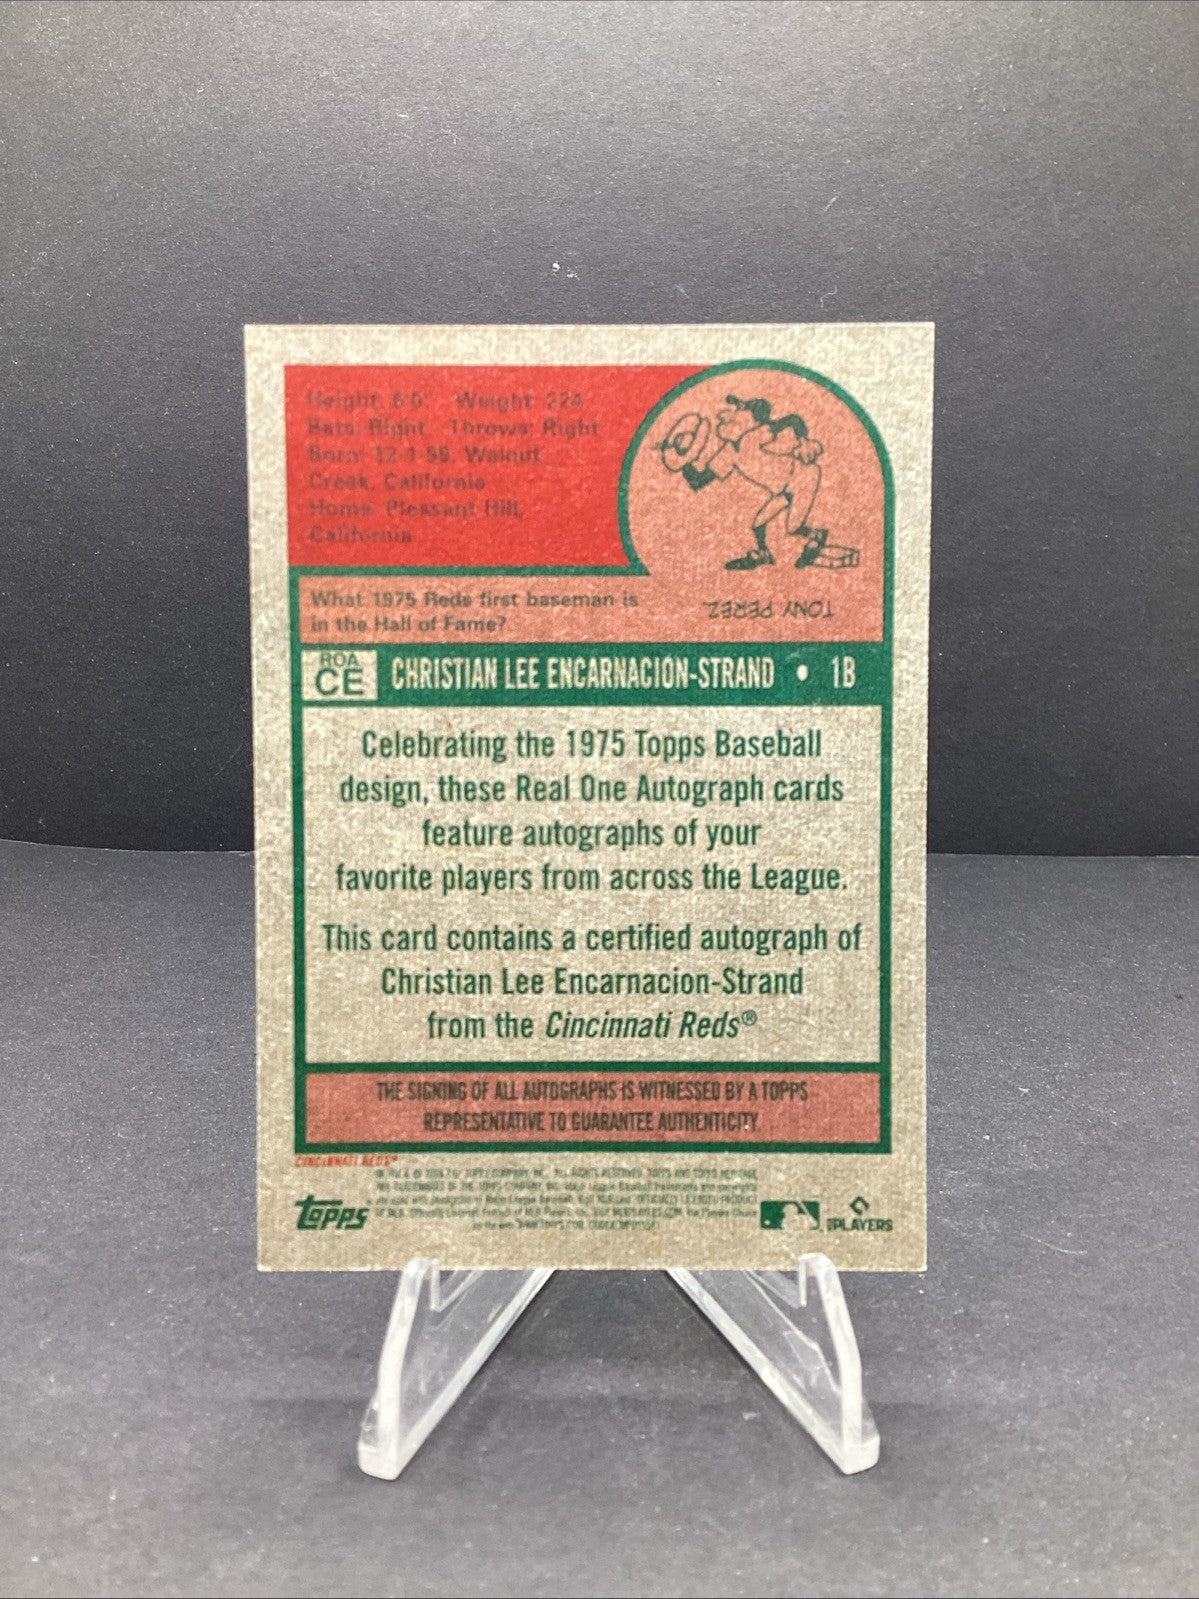 Height: 6'0" Weight: 224
Bats: Right Throws: Right
Born: 12-1-99, Walnut
Creek, California
Home: Pleasant Hill,
California
What 1975 Reds first baseman is
in the Hall of Fame?
TONY PEREZ
ROA
CE
CHRISTIAN LEE ENCARNACION-STRAND • 1B
Celebrating the 1975 Topps Baseball
design, these Real One Autograph cards
feature autographs of your
favorite players from across the League.
This card contains a certified autograph of
Christian Lee Encarnacion-Strand
from the Cincinnati Reds®
THE SIGNING OF ALL AUTOGRAPHS IS WITNESSED BY A TOPPS
REPRESENTATIVE TO GUARANTEE AUTHENTICITY.
CINCINNATI REDS®
topps
PLAYERS